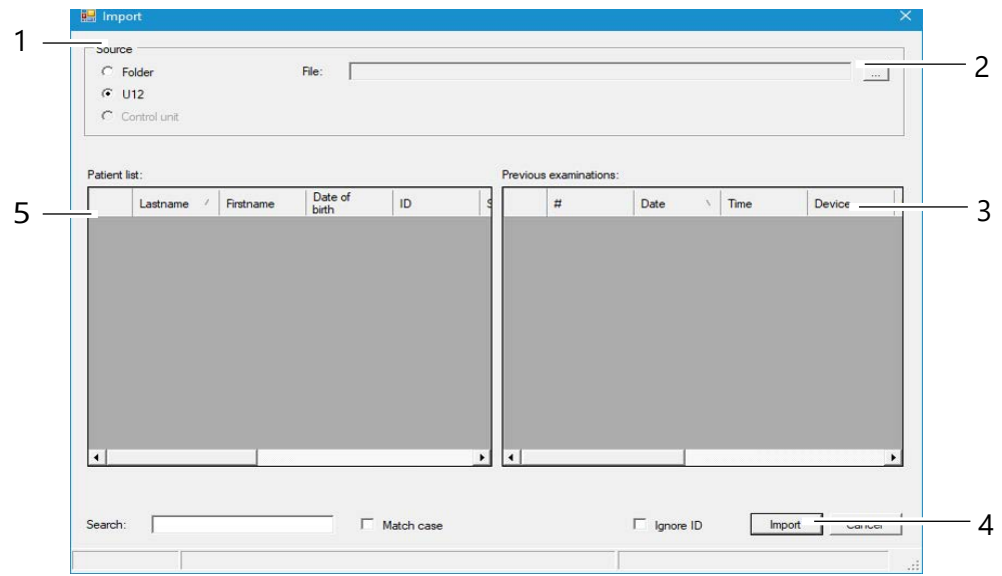 Import
1
Source
Folder
File:
...
2
U12
Control unit
Patient list:
Previous examinations:
5
Lastname
Firstname
Date of
birth
ID
#
Date
Time
Device
3
Search:
Match case
Ignore ID
Import
Cancel
4